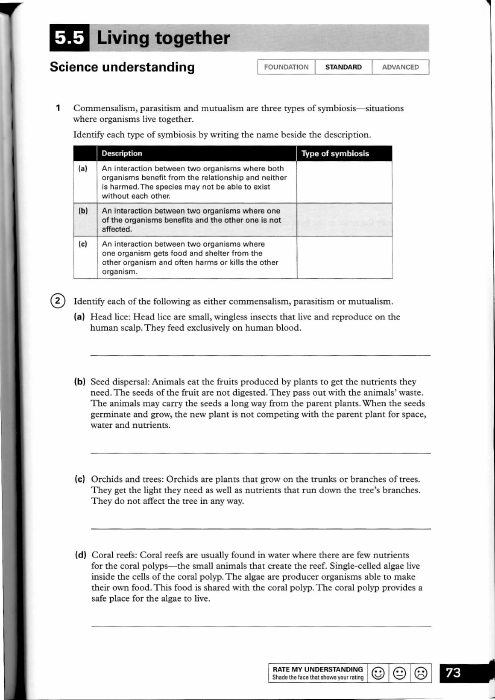 5.5 Living together
Science understanding
FOUNDATION STANDARD ADVANCED
1 Commensalism, parasitism and mutualism are three types of symbiosis—situations
where organisms live together.
Identify each type of symbiosis by writing the name beside the description.
Description Type of symbiosis
(a) An interaction between two organisms where both
organisms benefit from the relationship and neither
is harmed. The species may not be able to exist
without each other.
(b) An interaction between two organisms where one
of the organisms benefits and the other one is not
affected.
(c) An interaction between two organisms where
one organism gets food and shelter from the
other organism and often harms or kills the other
organism.
2 Identify each of the following as either commensalism, parasitism or mutualism.
(a) Head lice: Head lice are small, wingless insects that live and reproduce on the
human scalp. They feed exclusively on human blood.
(b) Seed dispersal: Animals eat the fruits produced by plants to get the nutrients they
need. The seeds of the fruit are not digested. They pass out with the animals' waste.
The animals may carry the seeds a long way from the parent plants. When the seeds
germinate and grow, the new plant is not competing with the parent plant for space,
water and nutrients.
(c) Orchids and trees: Orchids are plants that grow on the trunks or branches of trees.
They get the light they need as well as nutrients that run down the tree's branches.
They do not affect the tree in any way.
(d) Coral reefs: Coral reefs are usually found in water where there are few nutrients
for the coral polyps—the small animals that create the reef. Single-celled algae live
inside the cells of the coral polyp. The algae are producer organisms able to make
their own food. This food is shared with the coral polyp. The coral polyp provides a
safe place for the algae to live.
RATE MY UNDERSTANDING
Shade the face that shows your rating
73